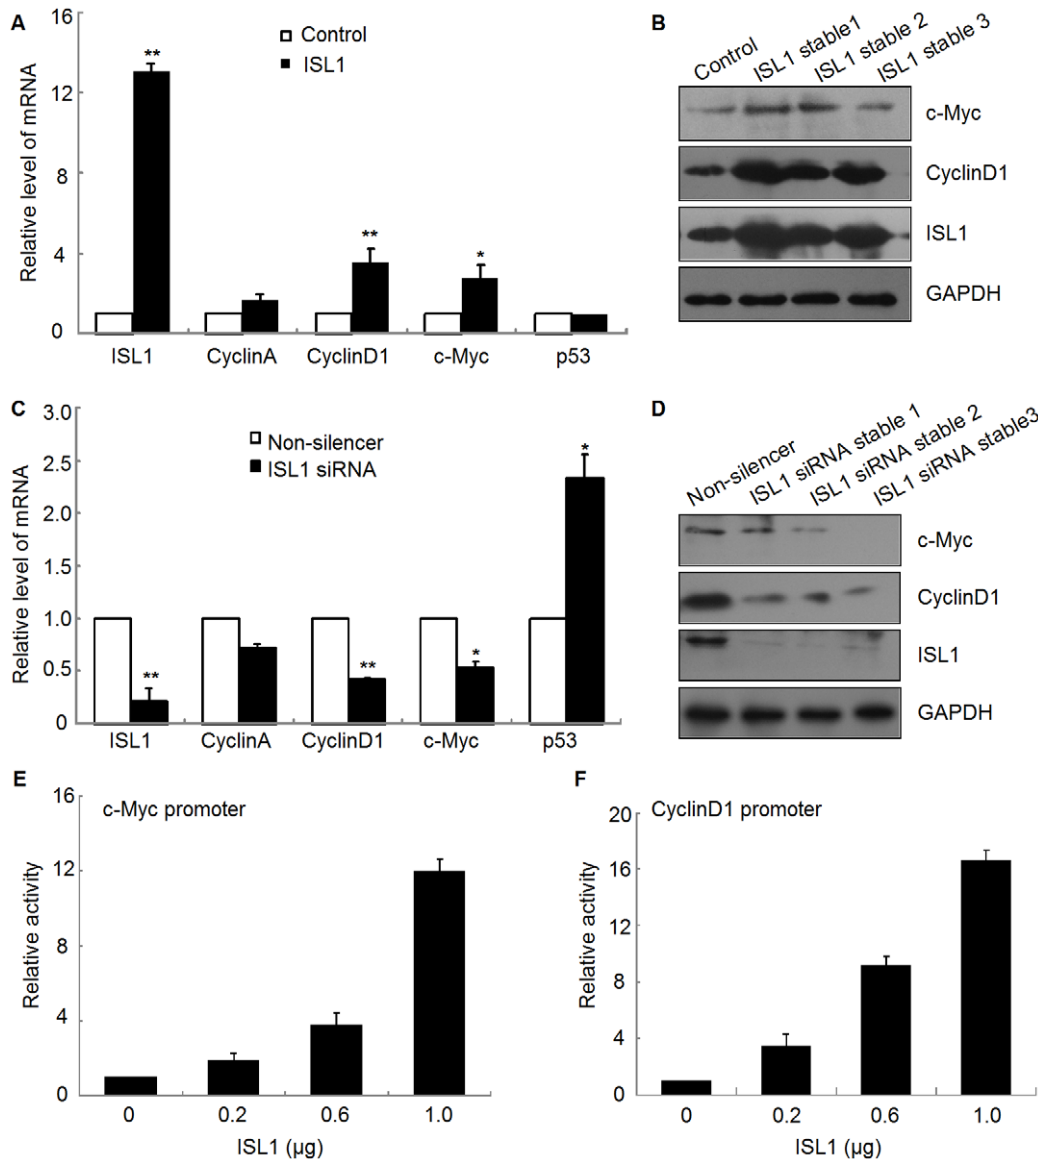 A
Relative level of mRNA
16
12
8
4
0
Control
ISL1
**
**
*
ISL1
CyclinA
CyclinD1
c-Myc
p53
B
Control
ISL1 stable1
ISL1 stable 2
ISL1 stable 3
c-Myc
CyclinD1
ISL1
GAPDH
C
Relative level of mRNA
3.0
2.5
2.0
1.5
1.0
0.5
0
Non-silencer
ISL1 siRNA
**
**
*
*
ISL1
CyclinA
CyclinD1
c-Myc
p53
D
Non-silencer
ISL1 siRNA stable 1
ISL1 siRNA stable 2
ISL1 siRNA stable3
c-Myc
CyclinD1
ISL1
GAPDH
E
c-Myc promoter
Relative activity
16
12
8
4
0
0
0.2
0.6
1.0
ISL1 (μg)
F
CyclinD1 promoter
Relative activity
20
16
12
8
4
0
0
0.2
0.6
1.0
ISL1 (μg)